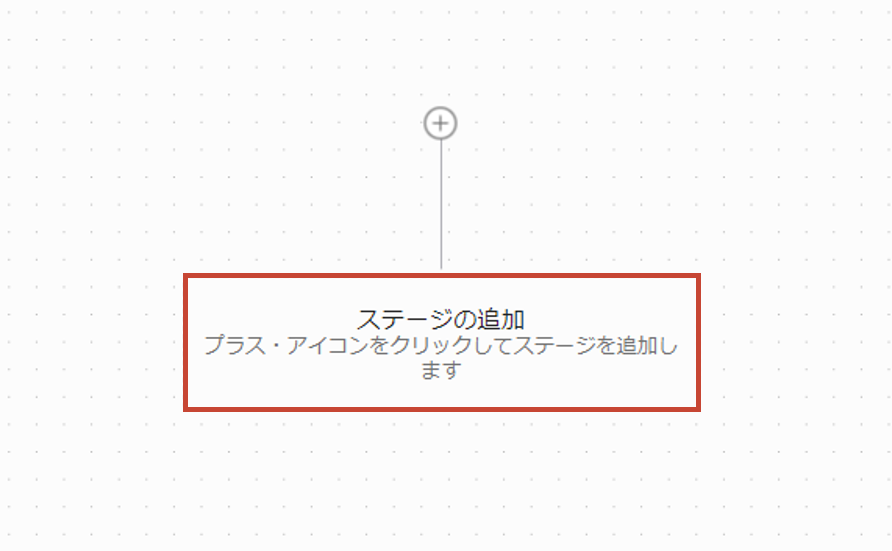 ステージの追加
プラス・アイコンをクリックしてステージを追加し
ます